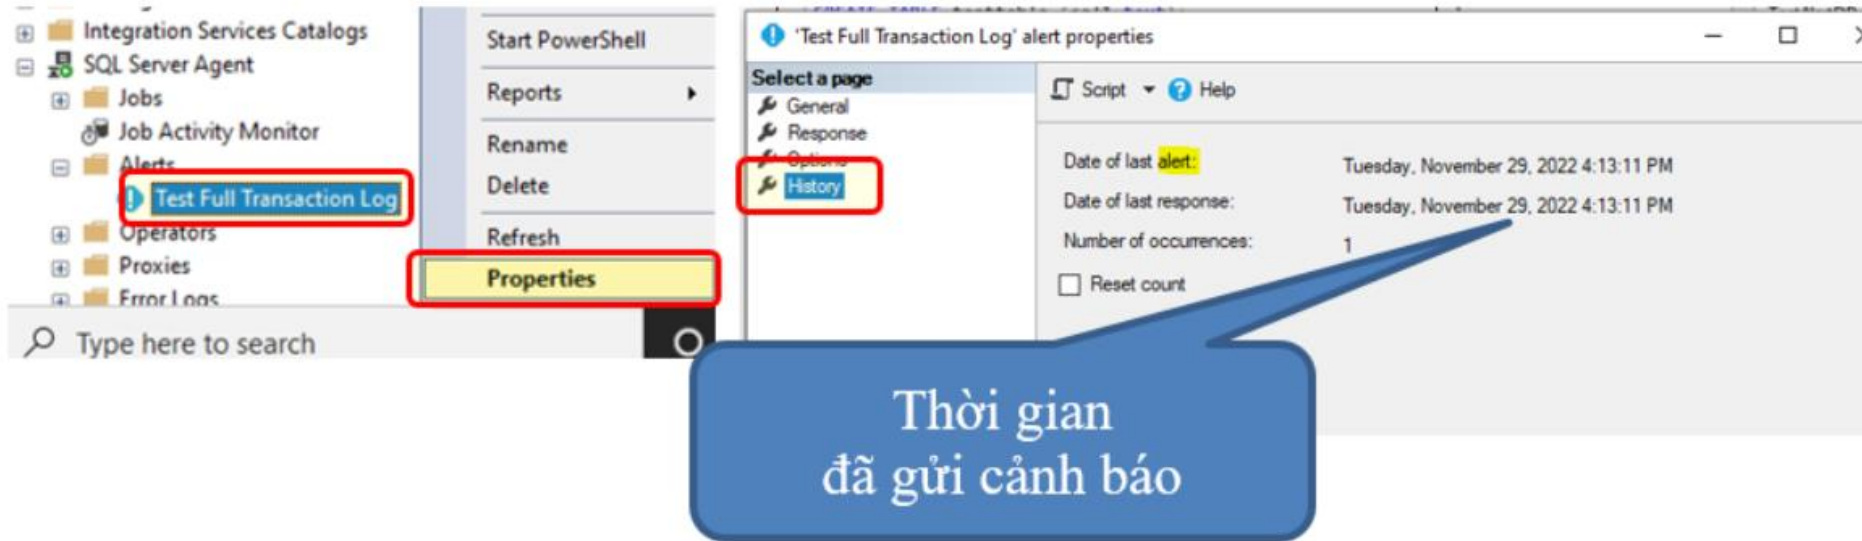 Integration Services Catalogs
SQL Server Agent
Jobs
Job Activity Monitor
Alerts
Test Full Transaction Log
Operators
Proxies
Error Logs
Type here to search
Start PowerShell
Reports
Rename
Delete
Refresh
Properties
'Test Full Transaction Log' alert properties
Select a page
General
Response
Options
History
Script
Help
Date of last alert: Tuesday, November 29, 2022 4:13:11 PM
Date of last response: Tuesday, November 29, 2022 4:13:11 PM
Number of occurrences: 1
Reset count
Thời gian
đã gửi cảnh báo